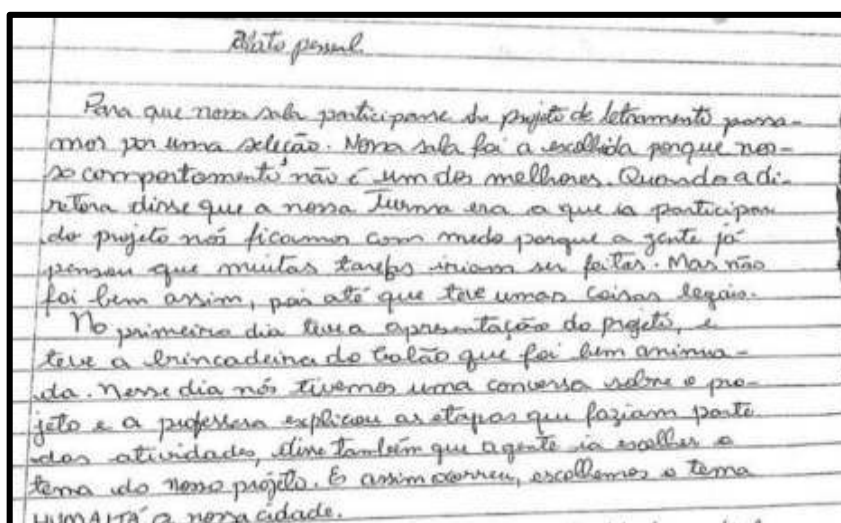 Relato pessoal
Para que nossa sala participasse do projeto de letramento passa-
mos por uma seleção. Nossa sala foi a escolhida porque nos-
so comportamento não é um dos melhores. Quando a di-
retora disse que a nossa Turma era a que ia participar
do projeto nós ficamos com medo porque a gente já
pensou que muitas tarefas iriam ser feitas. Mas não
foi bem assim, pois até que teve umas coisas legais.
No primeiro dia teve a apresentação do projeto, e
teve a brincadeira do balão que foi bem animua-
da. Nesse dia nós tivemos uma conversa sobre o pro-
jeto e a professora explicou as etapas que faziam parte
das atividades, disse também que agente ia escolher o
tema do nosso projeto. E assim ocorreu, escolhemos o tema
HUMAITÁ a nossa cidade.